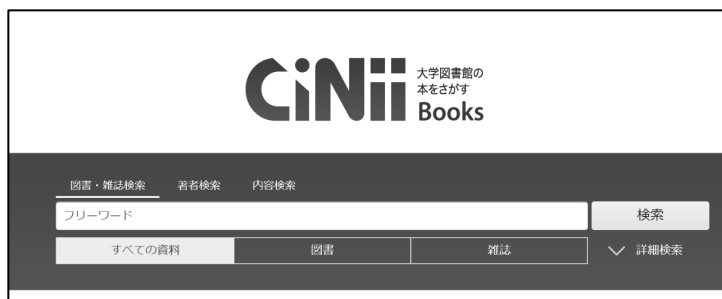 CiNii
大学図書館の
本をさがす
Books
図書・雑誌検索 著者検索 内容検索
フリーワード 検索
すべての資料 図書 雑誌 詳細検索